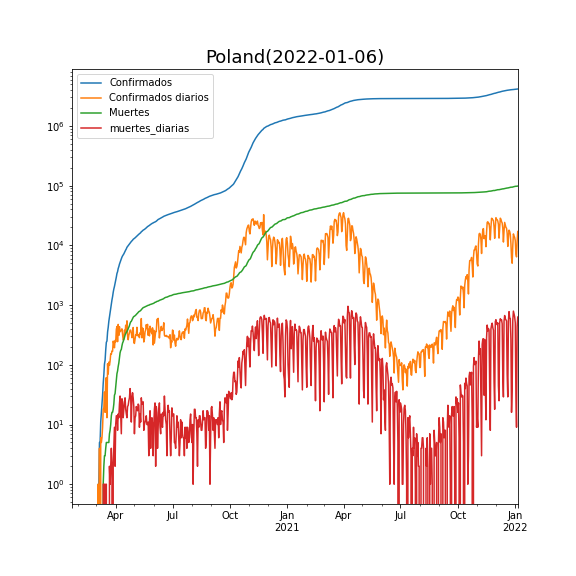 Poland(2022-01-06)
Confirmados
Confirmados diarios
Muertes
muertes_diarias
10⁶
10⁵
10⁴
10³
10²
10¹
10⁰
Apr Jul Oct Jan Apr Jul Oct Jan
2021 2022